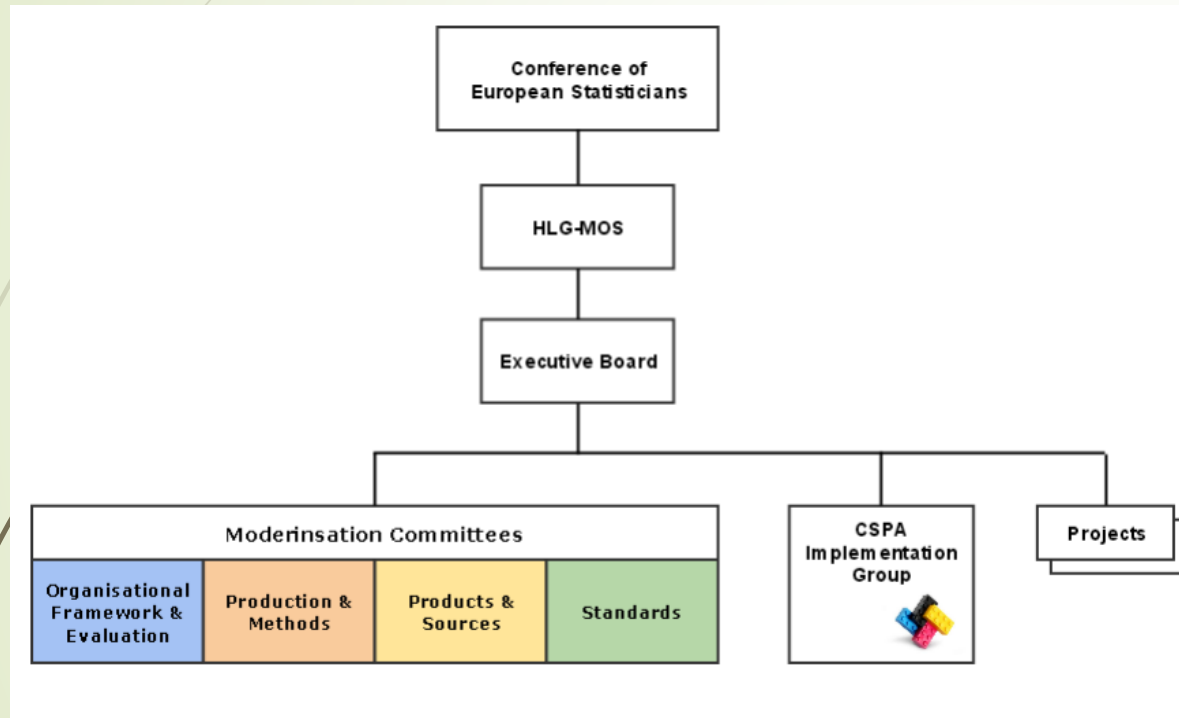 Conference of
European Statisticians
HLG-MOS
Executive Board
Moderinsation Committees
Organisational
Framework &
Evaluation
Production &
Methods
Products &
Sources
Standards
CSPA
Implementation
Group
Projects